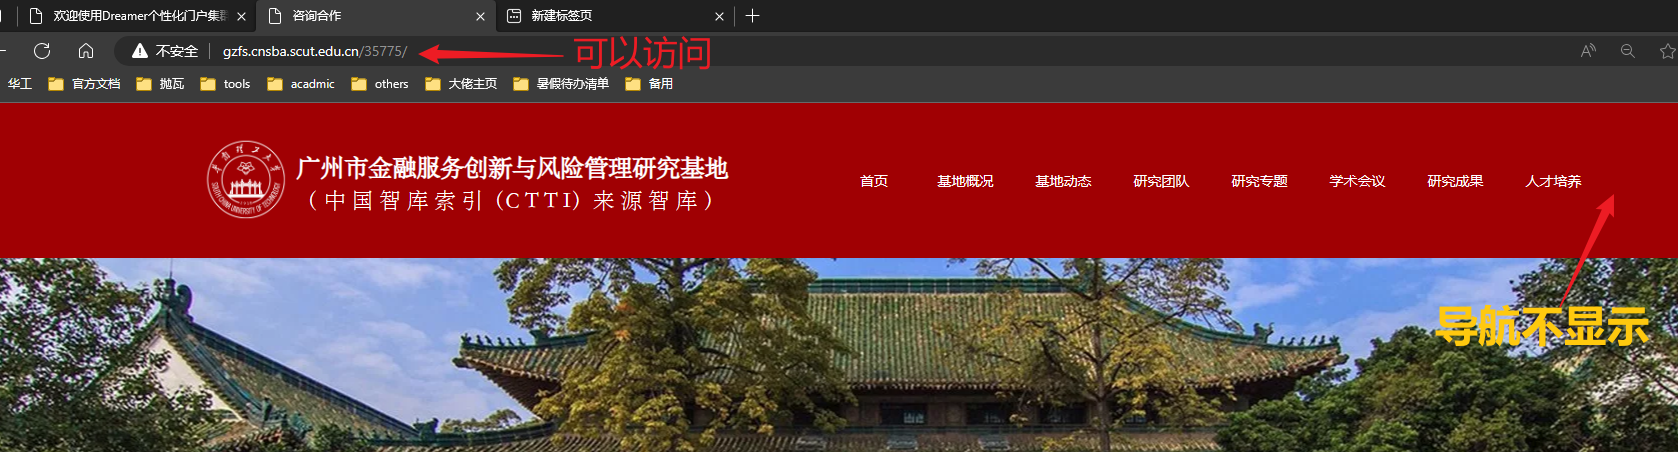 欢迎使用Dreamer个性化门户集群
咨询合作
新建标签页
不安全
gzfs.cnsba.scut.edu.cn/35775/
可以访问
华工
官方文档
抛瓦
tools
acadmic
others
大佬主页
暑假待办清单
备用
广州市金融服务创新与风险管理研究基地
（中国智库索引（CTTI）来源智库）
首页
基地概况
基地动态
研究团队
研究专题
学术会议
研究成果
人才培养
导航不显示